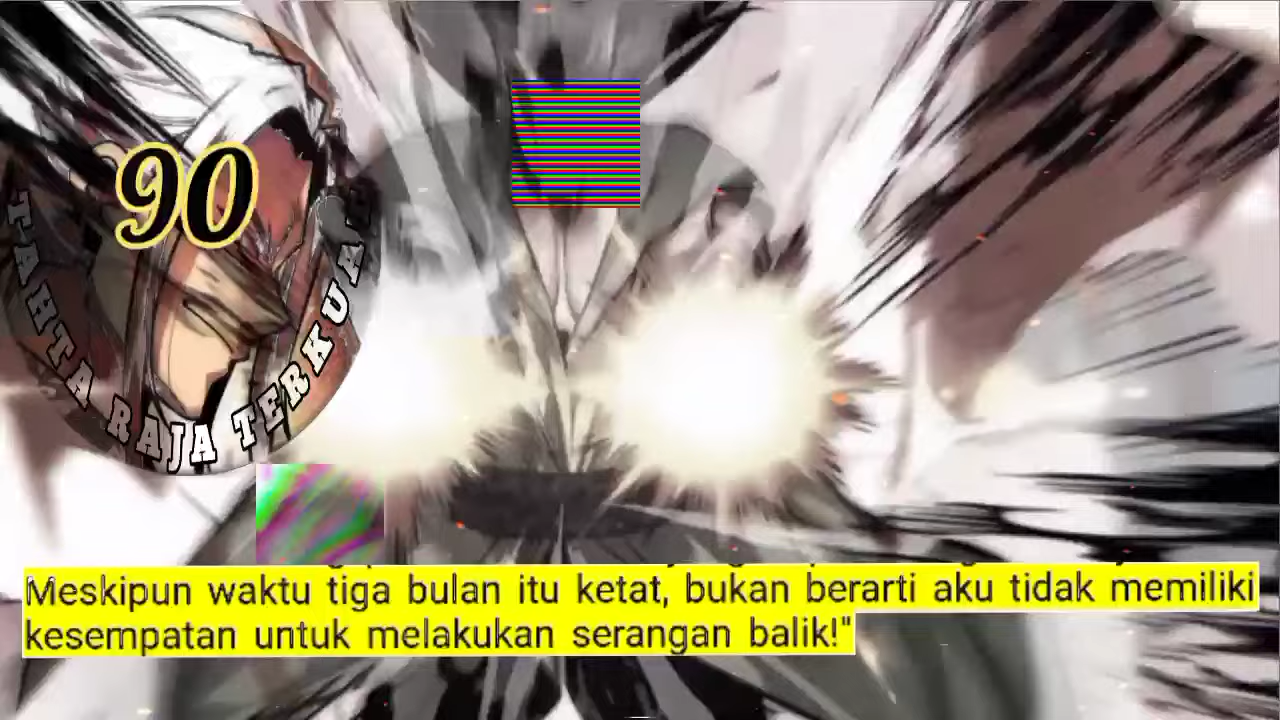 90
TAHTA RAJA TERKUAT
Meskipun waktu tiga bulan itu ketat, bukan berarti aku tidak memiliki
kesempatan untuk melakukan serangan balik!"